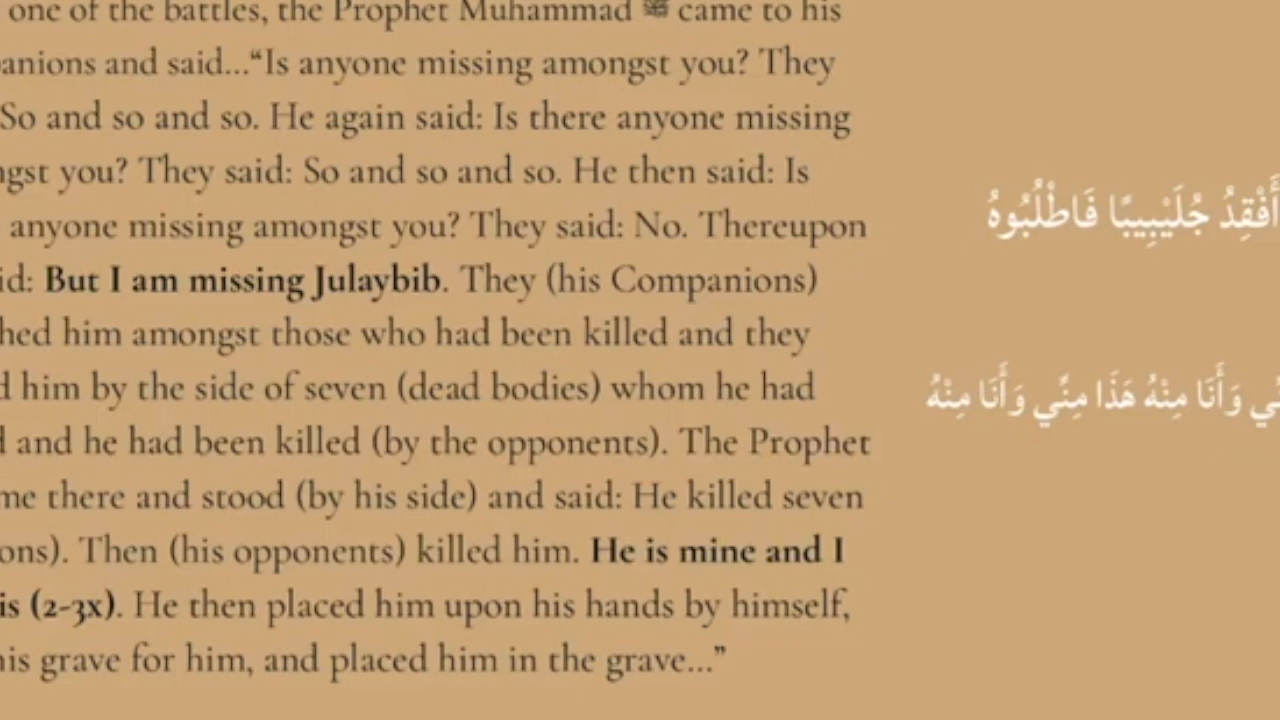 one of the battles, the Prophet Muhammad ﷺ came to his
anions and said...“Is anyone missing amongst you? They
So and so and so. He again said: Is there anyone missing
ngst you? They said: So and so and so. He then said: Is
anyone missing amongst you? They said: No. Thereupon
id: But I am missing Julaybib. They (his Companions)
hed him amongst those who had been killed and they
d him by the side of seven (dead bodies) whom he had
d and he had been killed (by the opponents). The Prophet
me there and stood (by his side) and said: He killed seven
ons). Then (his opponents) killed him. He is mine and I
is (2-3x). He then placed him upon his hands by himself,
his grave for him, and placed him in the grave...”
أَفْقِدُ جُلَيْبِيبًا فَاطْلُبُوهُ
نِّي وَأَنَا مِنْهُ هَذَا مِنِّي وَأَنَا مِنْهُ